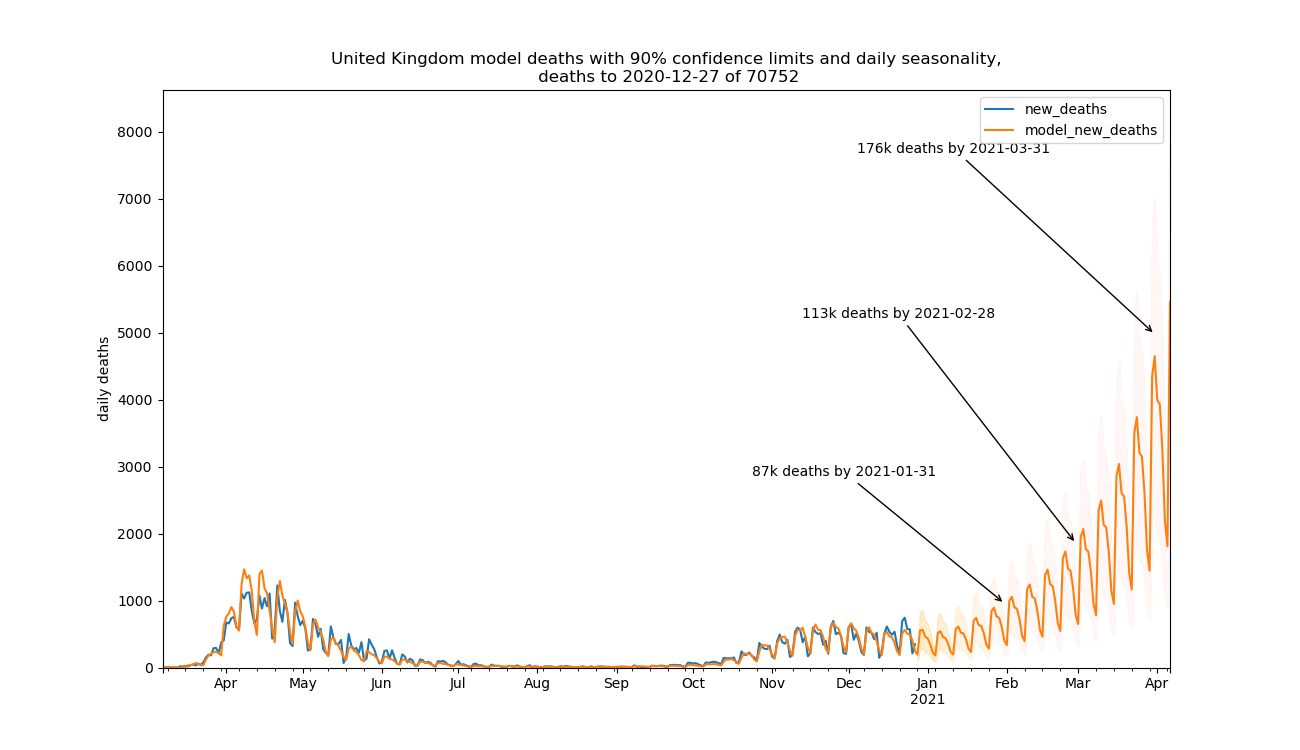 United Kingdom model deaths with 90% confidence limits and daily seasonality,
deaths to 2020-12-27 of 70752
new_deaths
model_new_deaths
176k deaths by 2021-03-31
113k deaths by 2021-02-28
87k deaths by 2021-01-31
daily deaths
8000
7000
6000
5000
4000
3000
2000
1000
0
Apr May Jun Jul Aug Sep Oct Nov Dec Jan Feb Mar Apr
2021